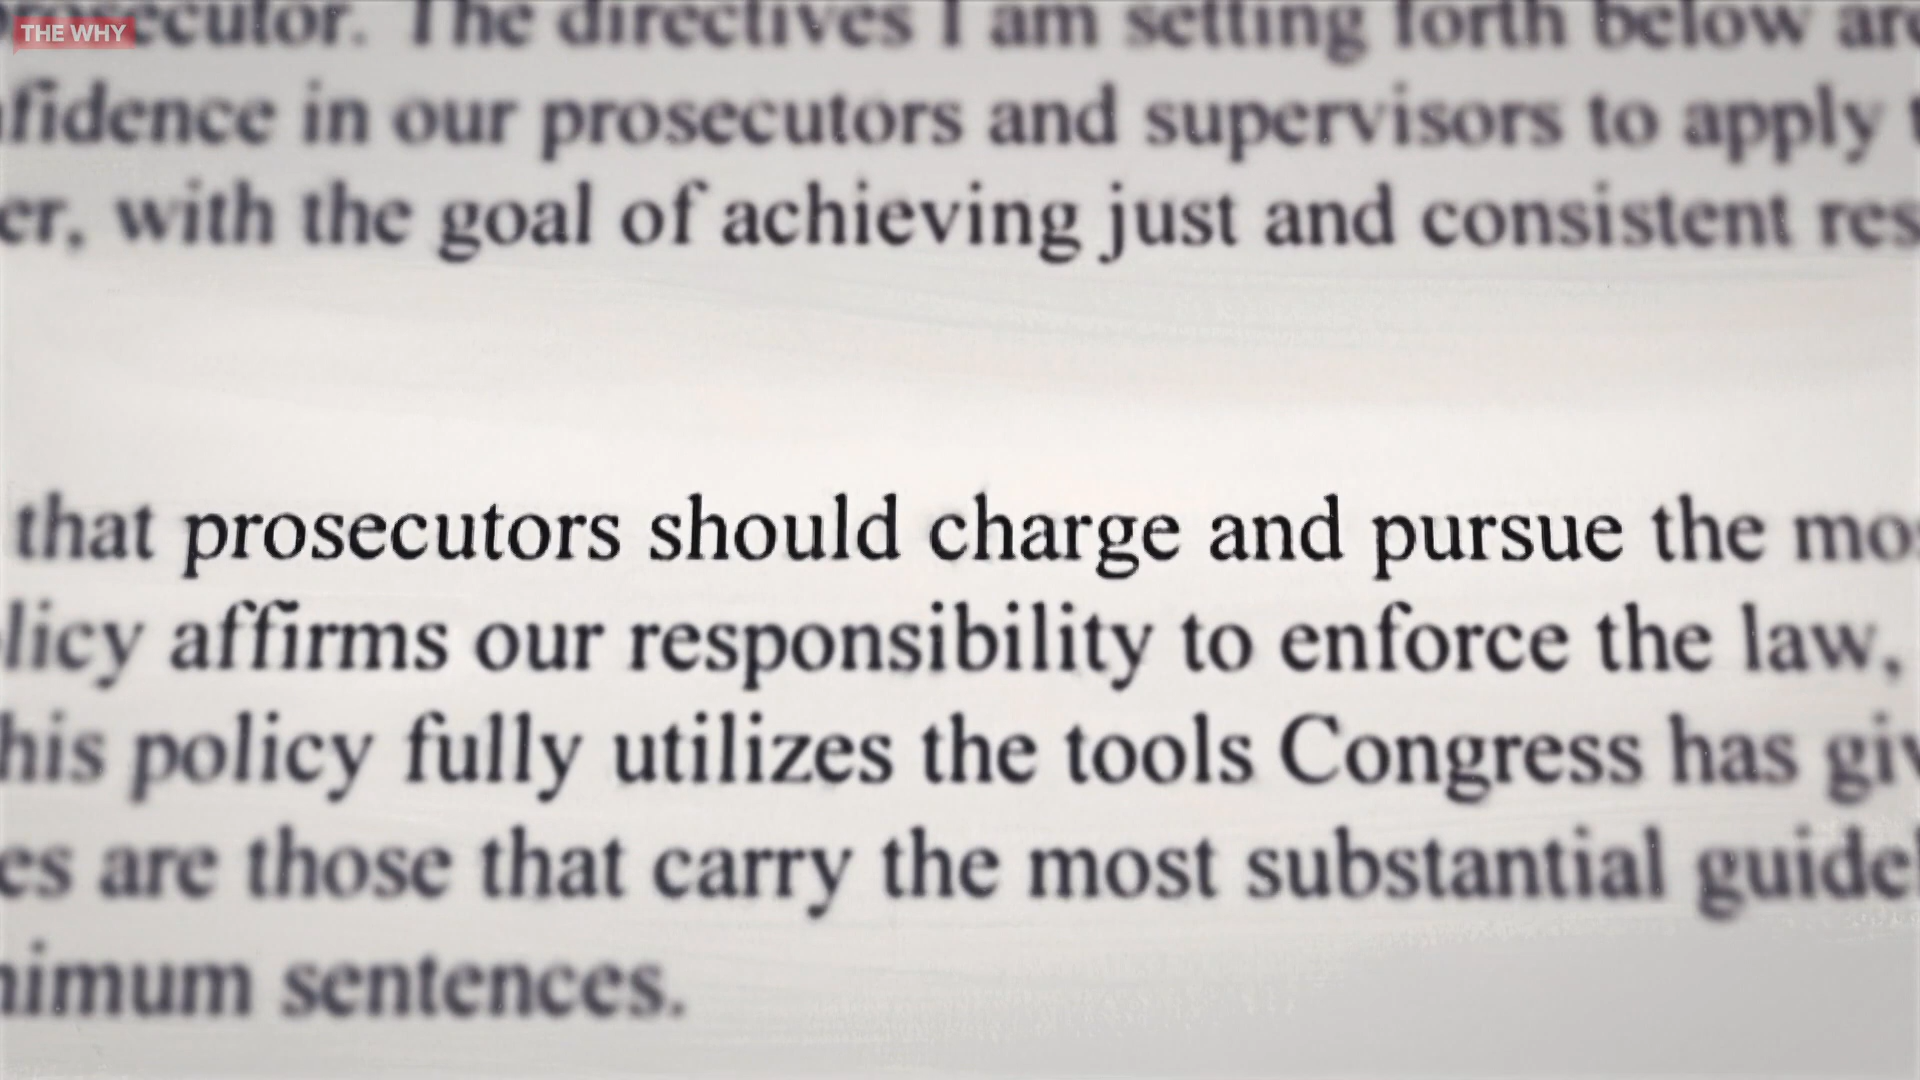 THE WHY
prosecutor. The directives I am setting forth below are
nfidence in our prosecutors and supervisors to apply t
er, with the goal of achieving just and consistent res
that prosecutors should charge and pursue the mos
licy affirms our responsibility to enforce the law,
his policy fully utilizes the tools Congress has giv
es are those that carry the most substantial guidel
nimum sentences.